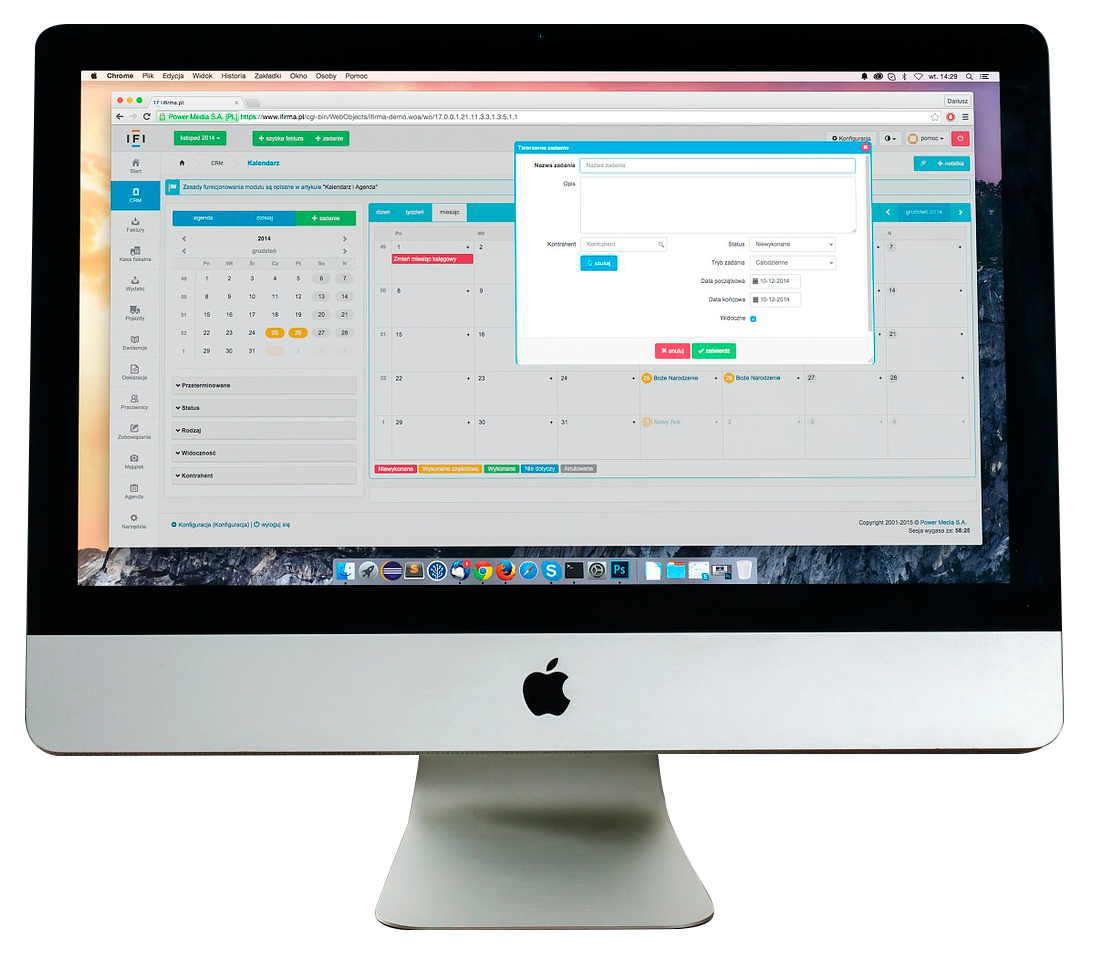 Chrome Plik Edycja Widok Historia Zakładki Okno Osoby Pomoc wt. 14:29
ifirma.pl: Dariusz
Power Media S.A. [PL] https://www.ifirma.pl/cgi-bin/WebObjects/ifirma-demo.woa/wo/17.0.0.1.21.11.3.3.1.3.5.1.1
IFI listopad 2014 + szybka faktura + zadanie Konfiguracja pomoc
Start
CRM
Faktury
Kasa fiskalna
Wydatki
Pojazdy
Ewidencje
Deklaracje
Pracownicy
Zobowiązania
Majątek
Agenda
Narzędzia
CRM Kalendarz + notatka
Zasady funkcjonowania modułu są opisane w artykule "Kalendarz i Agenda"
agenda dzisiaj + zadanie
2014
grudzień
Pn Wt Śr Cz Pt So N
49 1 2 3 4 5 6 7
50 8 9 10 11 12 13 14
51 15 16 17 18 19 20 21
52 22 23 24 25 26 27 28
1 29 30 31 1 2 3 4
Przeterminowane
Status
Rodzaj
Widoczność
Kontrahent
dzień tydzień miesiąc grudzień 2014
Pn Wt N
49 1 + 2 7 +
Zmień miesiąc księgowy
50 8 + 9 14 +
51 15 + 16 21 +
52 22 + 23 + 24 + 25 Boże Narodzenie + 26 Boże Narodzenie + 27 + 28 +
1 29 + 30 + 31 + 1 Nowy Rok + 2 + 3 + 4 +
Niewykonane Wykonane częściowo Wykonane Nie dotyczy Anulowane
Tworzenie zadania
Nazwa zadania Nazwa zadania
Opis
Kontrahent Kontrahent Status Niewykonane
szukaj Tryb zadania Całodzienne
Data początkowa 10-12-2014
Data końcowa 10-12-2014
Widoczne
anuluj zatwierdź
Konfiguracja (Konfiguracja) | wyloguj się
Copyright 2001-2015 © Power Media S.A.
Sesja wygasa za: 58:25
S
S
Ps